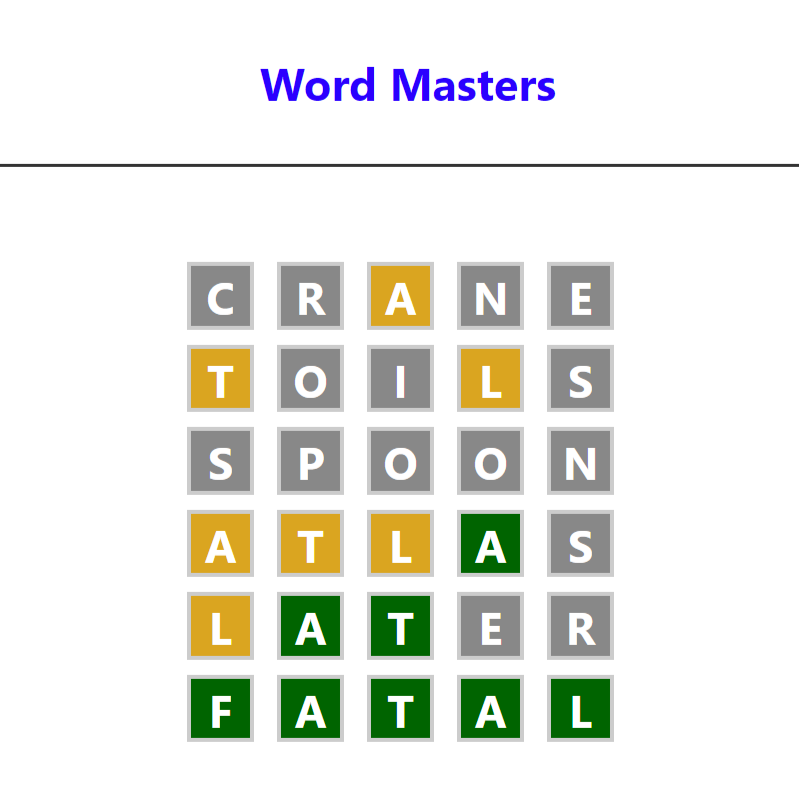 Word Masters
C R A N E
T O I L S
S P O O N
A T L A S
L A T E R
F A T A L